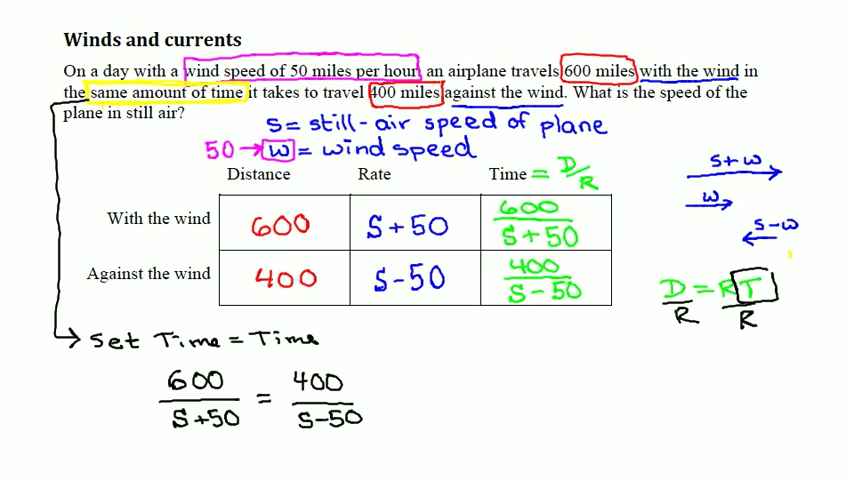 Winds and currents
On a day with a wind speed of 50 miles per hour, an airplane travels 600 miles with the wind in
the same amount of time it takes to travel 400 miles against the wind. What is the speed of the
plane in still air?
S = still-air speed of plane
50 → w = wind speed
Distance Rate Time = D/R
S+W
With the wind 600 S+50 600/S+50
W
S-W
Against the wind 400 S-50 400/S-50
D/R = RT/R
Set Time = Time
600/S+50 = 400/S-50